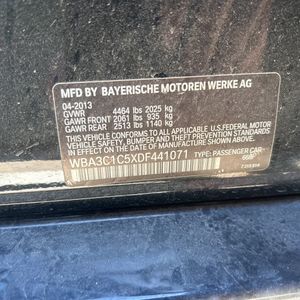 MFD BY BAYERISCHE MOTOREN WERKE AG
04-2013
GVWR 4464 lbs 2025 kg
GAWR FRONT 2061 lbs 935 kg
GAWR REAR 2513 lbs 1140 kg
THIS VEHICLE CONFORMS TO ALL APPLICABLE U.S.FEDERAL MOTOR
VEHICLE SAFETY, BUMPER AND THEFT PREVENTION STANDARDS IN
EFFECT ON THE DATE OF MANUFACTURE SHOWN ABOVE.
WBA3C1C5XDF441071 TYPE: PASSENGER CAR